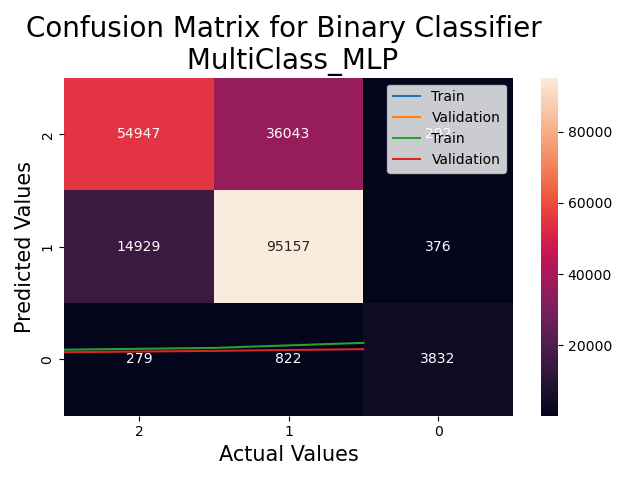 Confusion Matrix for Binary Classifier
MultiClass_MLP
Train
Validation
Train
Validation
Predicted Values
2
54947
36043
1
14929
95157
376
0
279
822
3832
2
1
0
Actual Values
80000
60000
40000
20000